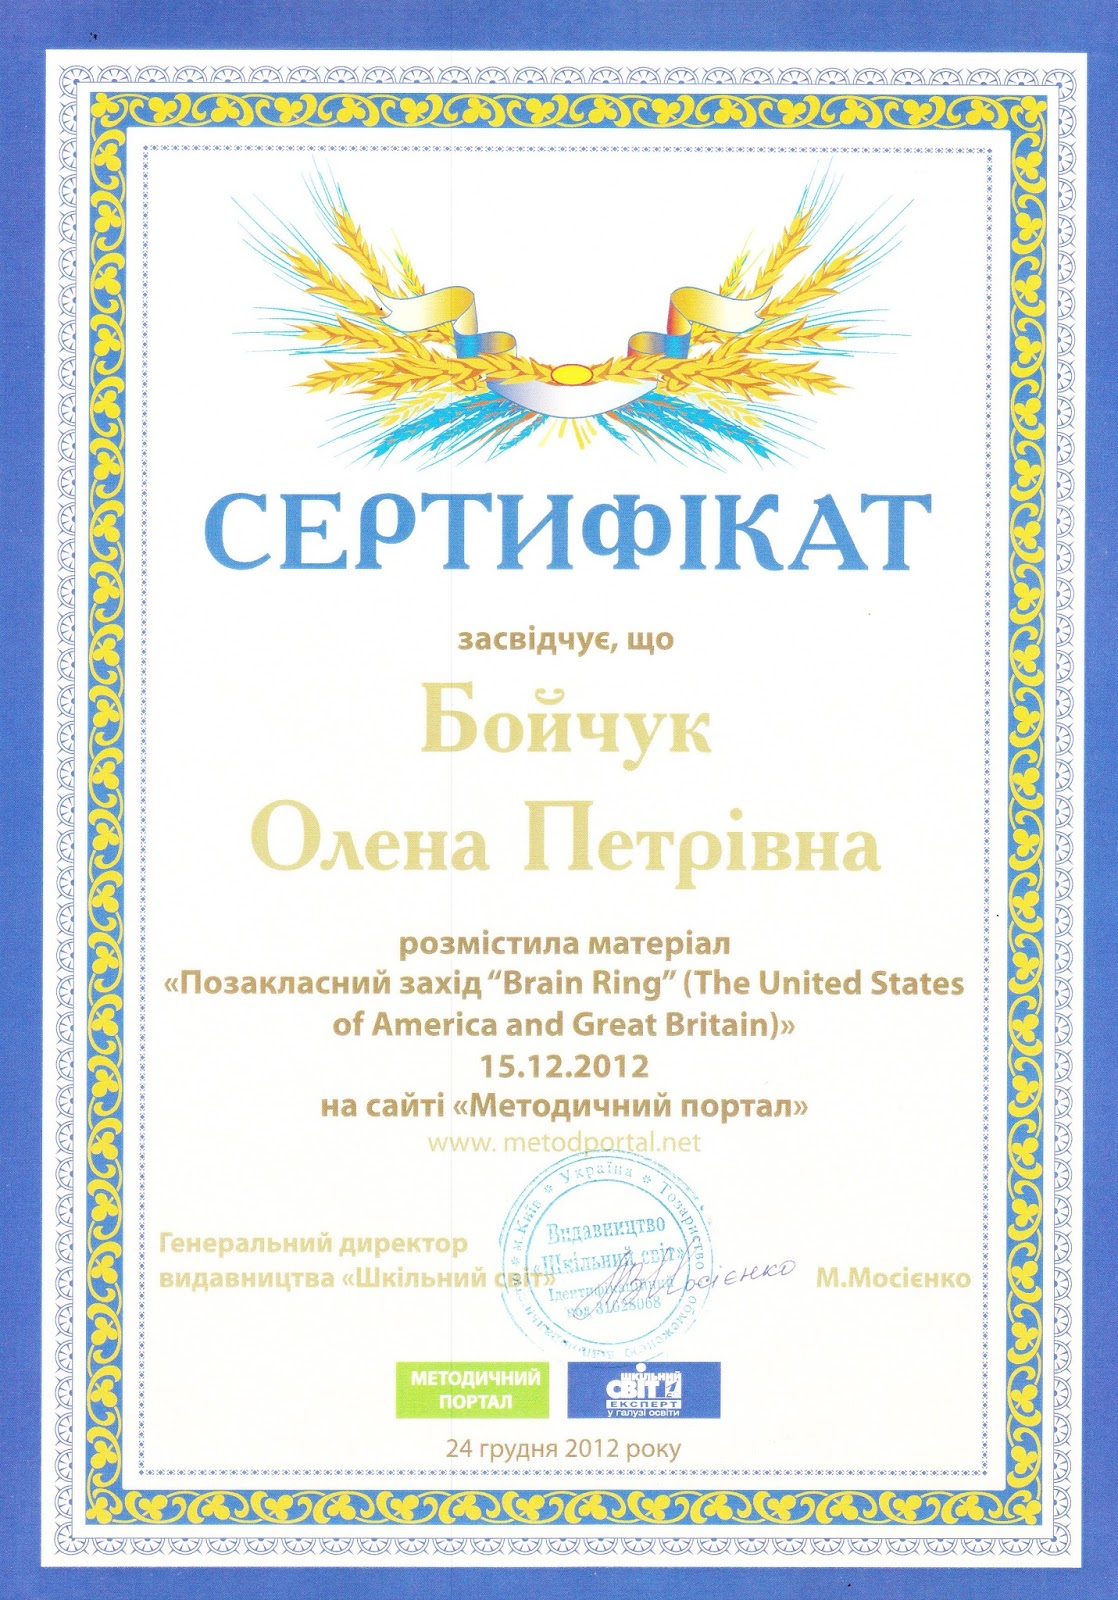 СЕРТИФІКАТ
засвідчує, що
Бойчук
Олена Петрівна
розмістила матеріал
«Позакласний захід “Brain Ring” (The United States
of America and Great Britain)»
15.12.2012
на сайті «Методичний портал»
www. metodportal.net
Генеральний директор
видавництва «Шкільний світ»
М.Мосієнко
м.Київ * Україна * Товариство з обмеженою
Видавництво
«Шкільний світ»
Ідентифікаційний
код 31628068
Мосієнко
МЕТОДИЧНИЙ
ПОРТАЛ
ШКІЛЬНИЙ
СВІТ
ЕКСПЕРТ
у галузі освіти
24 грудня 2012 року